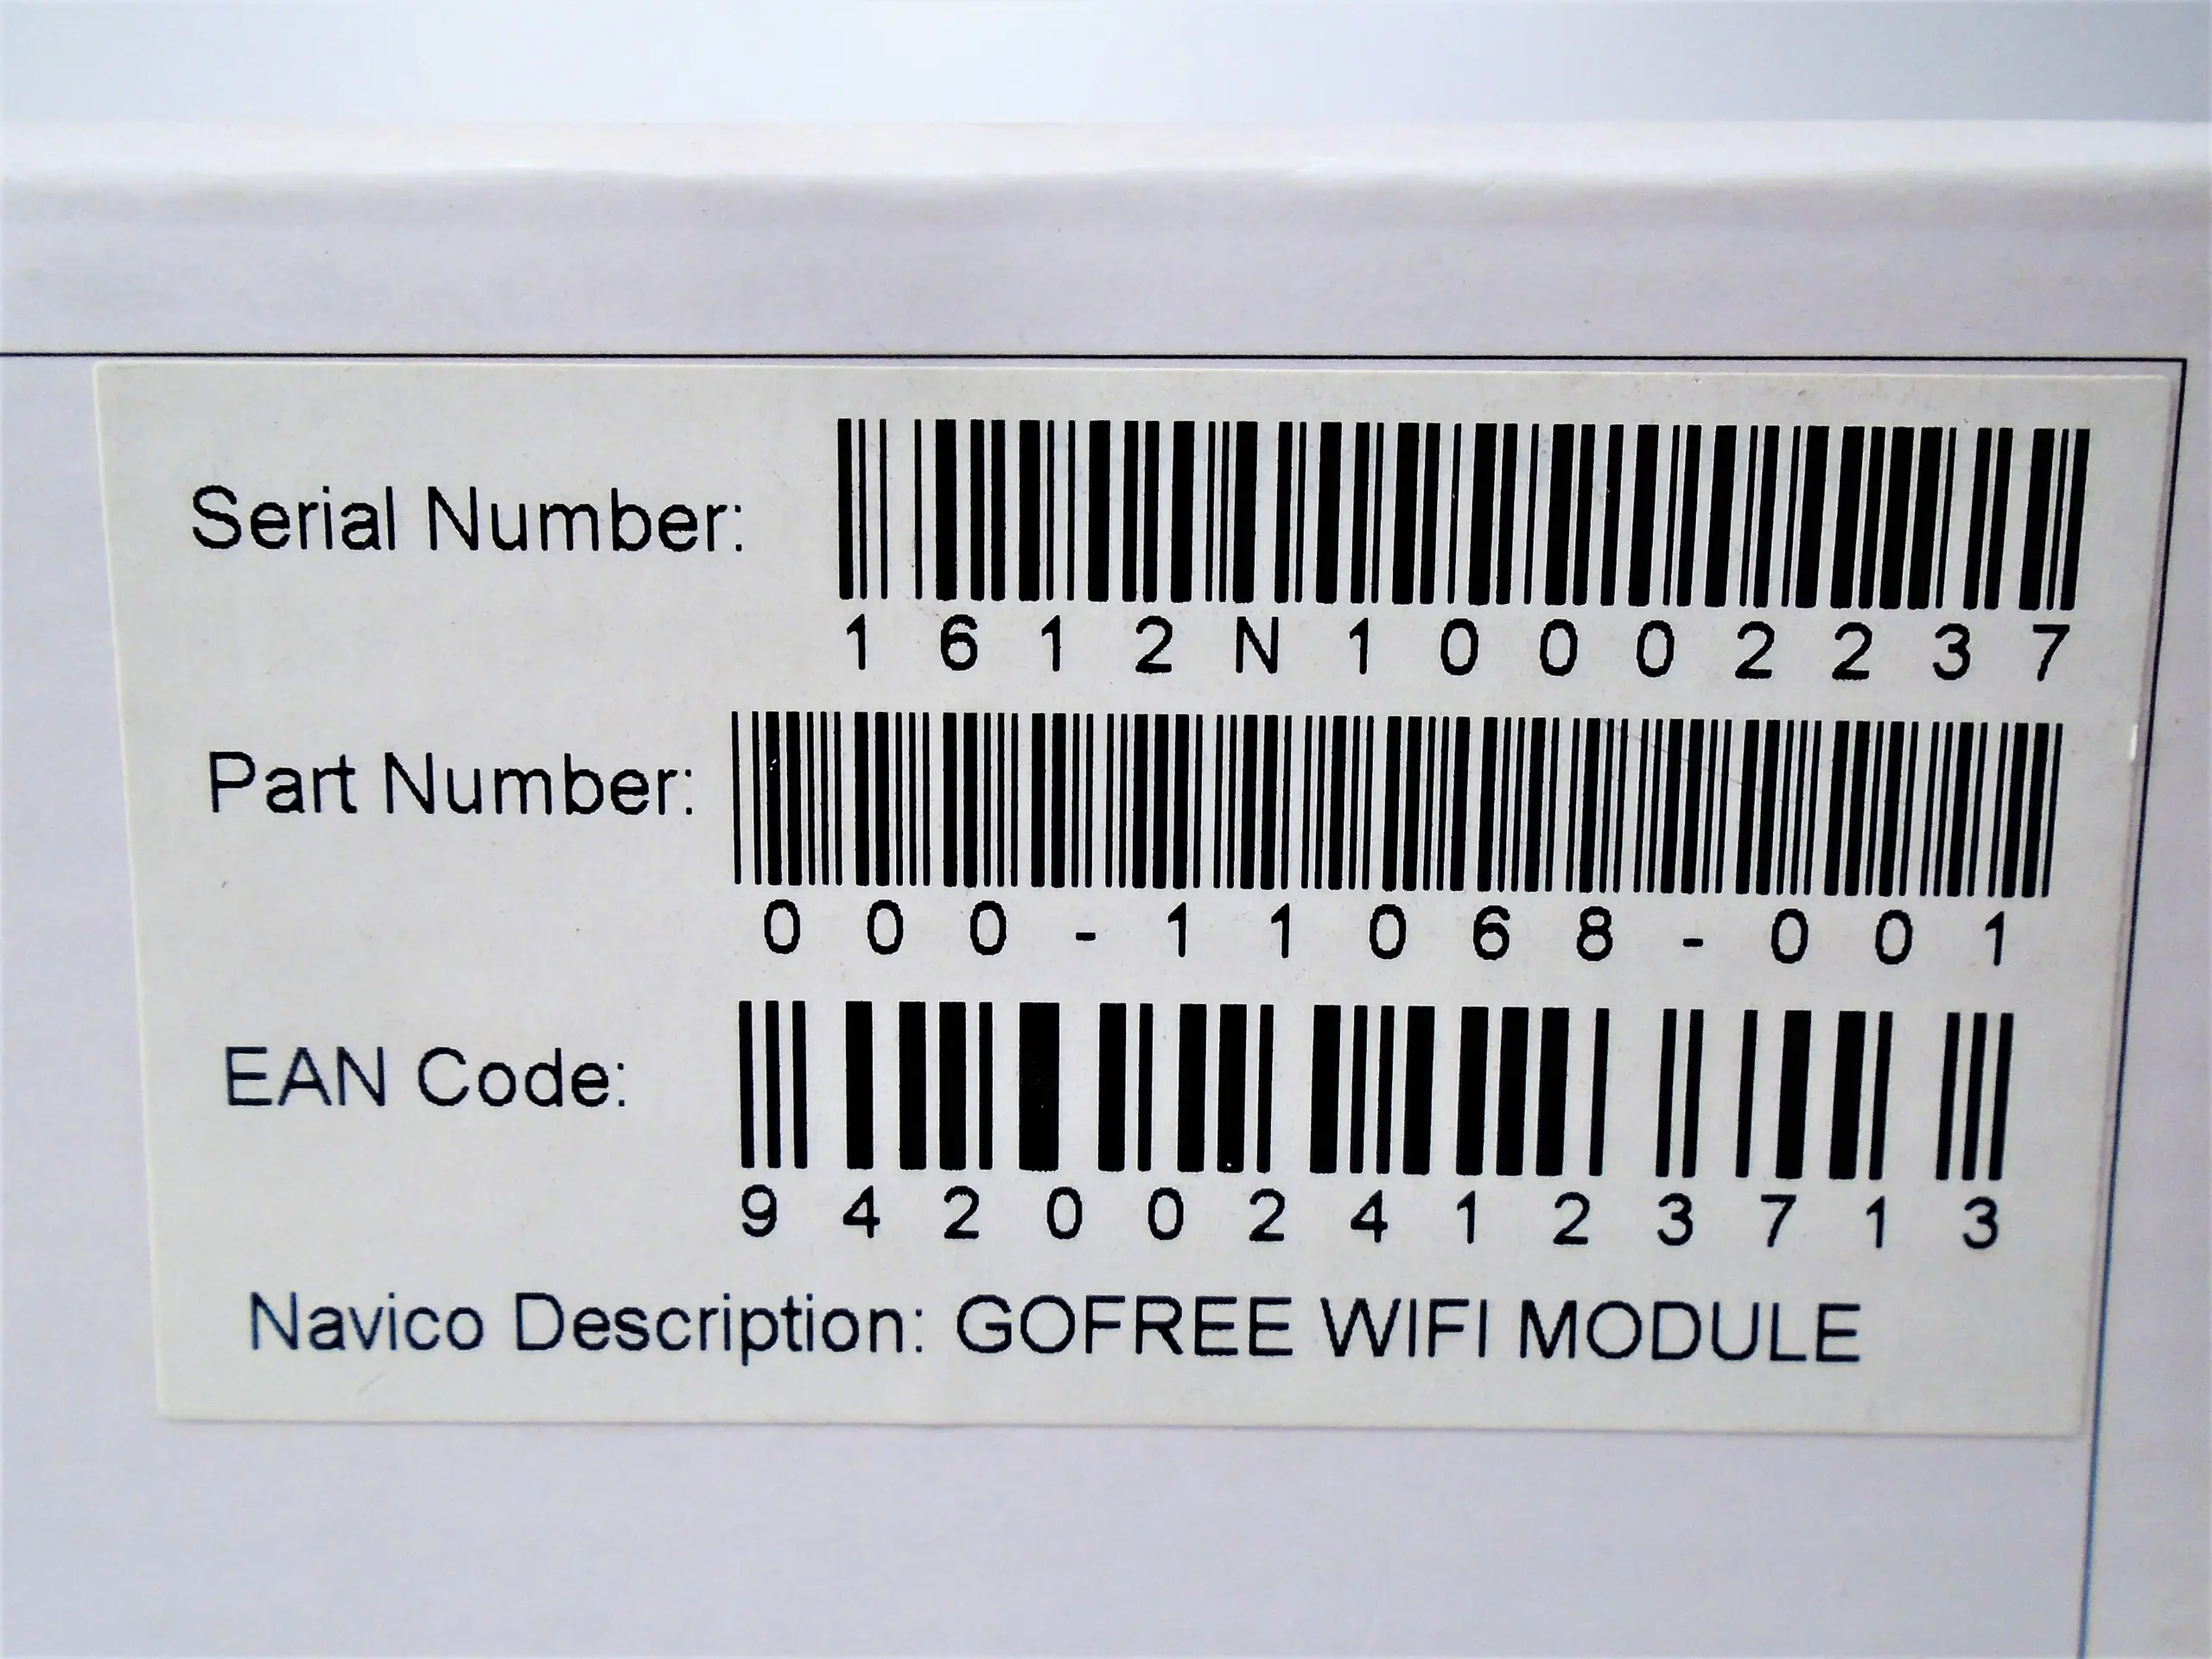 Serial Number:
1612N10002237
Part Number:
000-11068-001
EAN Code:
9420024123713
Navico Description: GOFREE WIFI MODULE